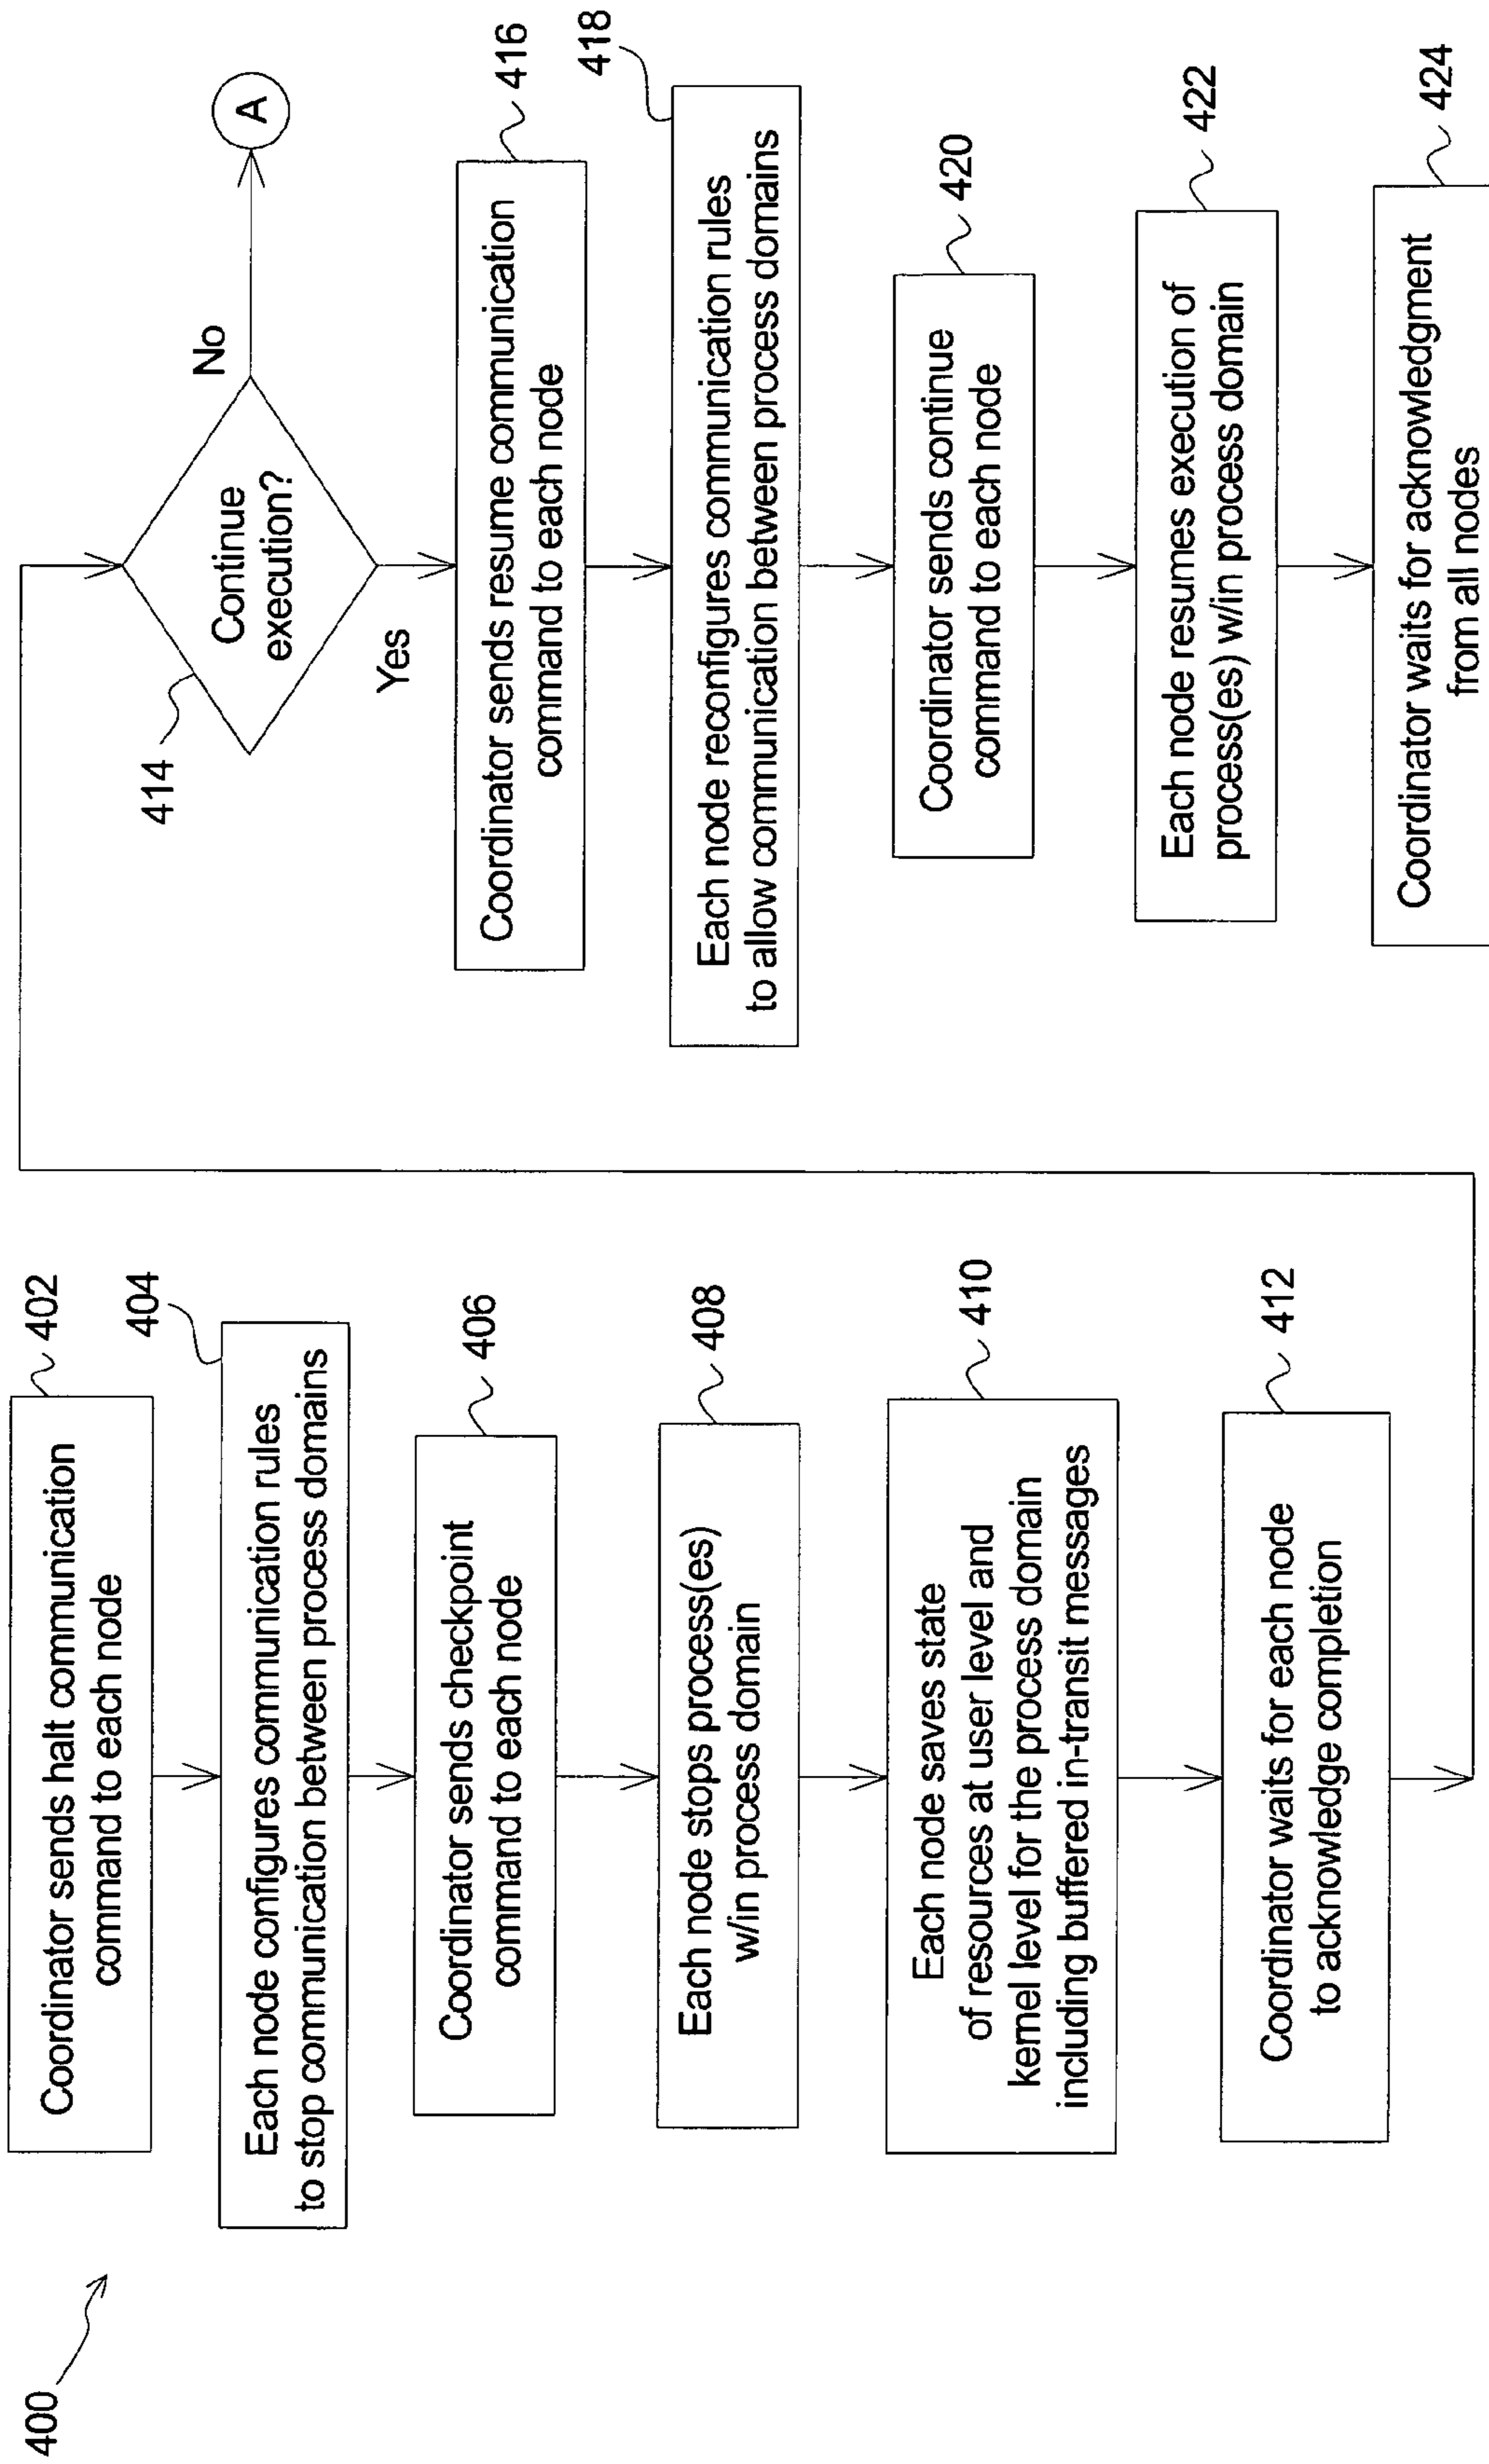 400
402
Coordinator sends halt communication
command to each node
404
Each node configures communication rules
to stop communication between process domains
406
Coordinator sends checkpoint
command to each node
408
Each node stops process(es)
w/in process domain
410
Each node saves state
of resources at user level and
kernel level for the process domain
including buffered in-transit messages
412
Coordinator waits for each node
to acknowledge completion
414
Continue
execution?
No
A
Yes
416
Coordinator sends resume communication
command to each node
418
Each node reconfigures communication rules
to allow communication between process domains
420
Coordinator sends continue
command to each node
422
Each node resumes execution of
process(es) w/in process domain
424
Coordinator waits for acknowledgment
from all nodes